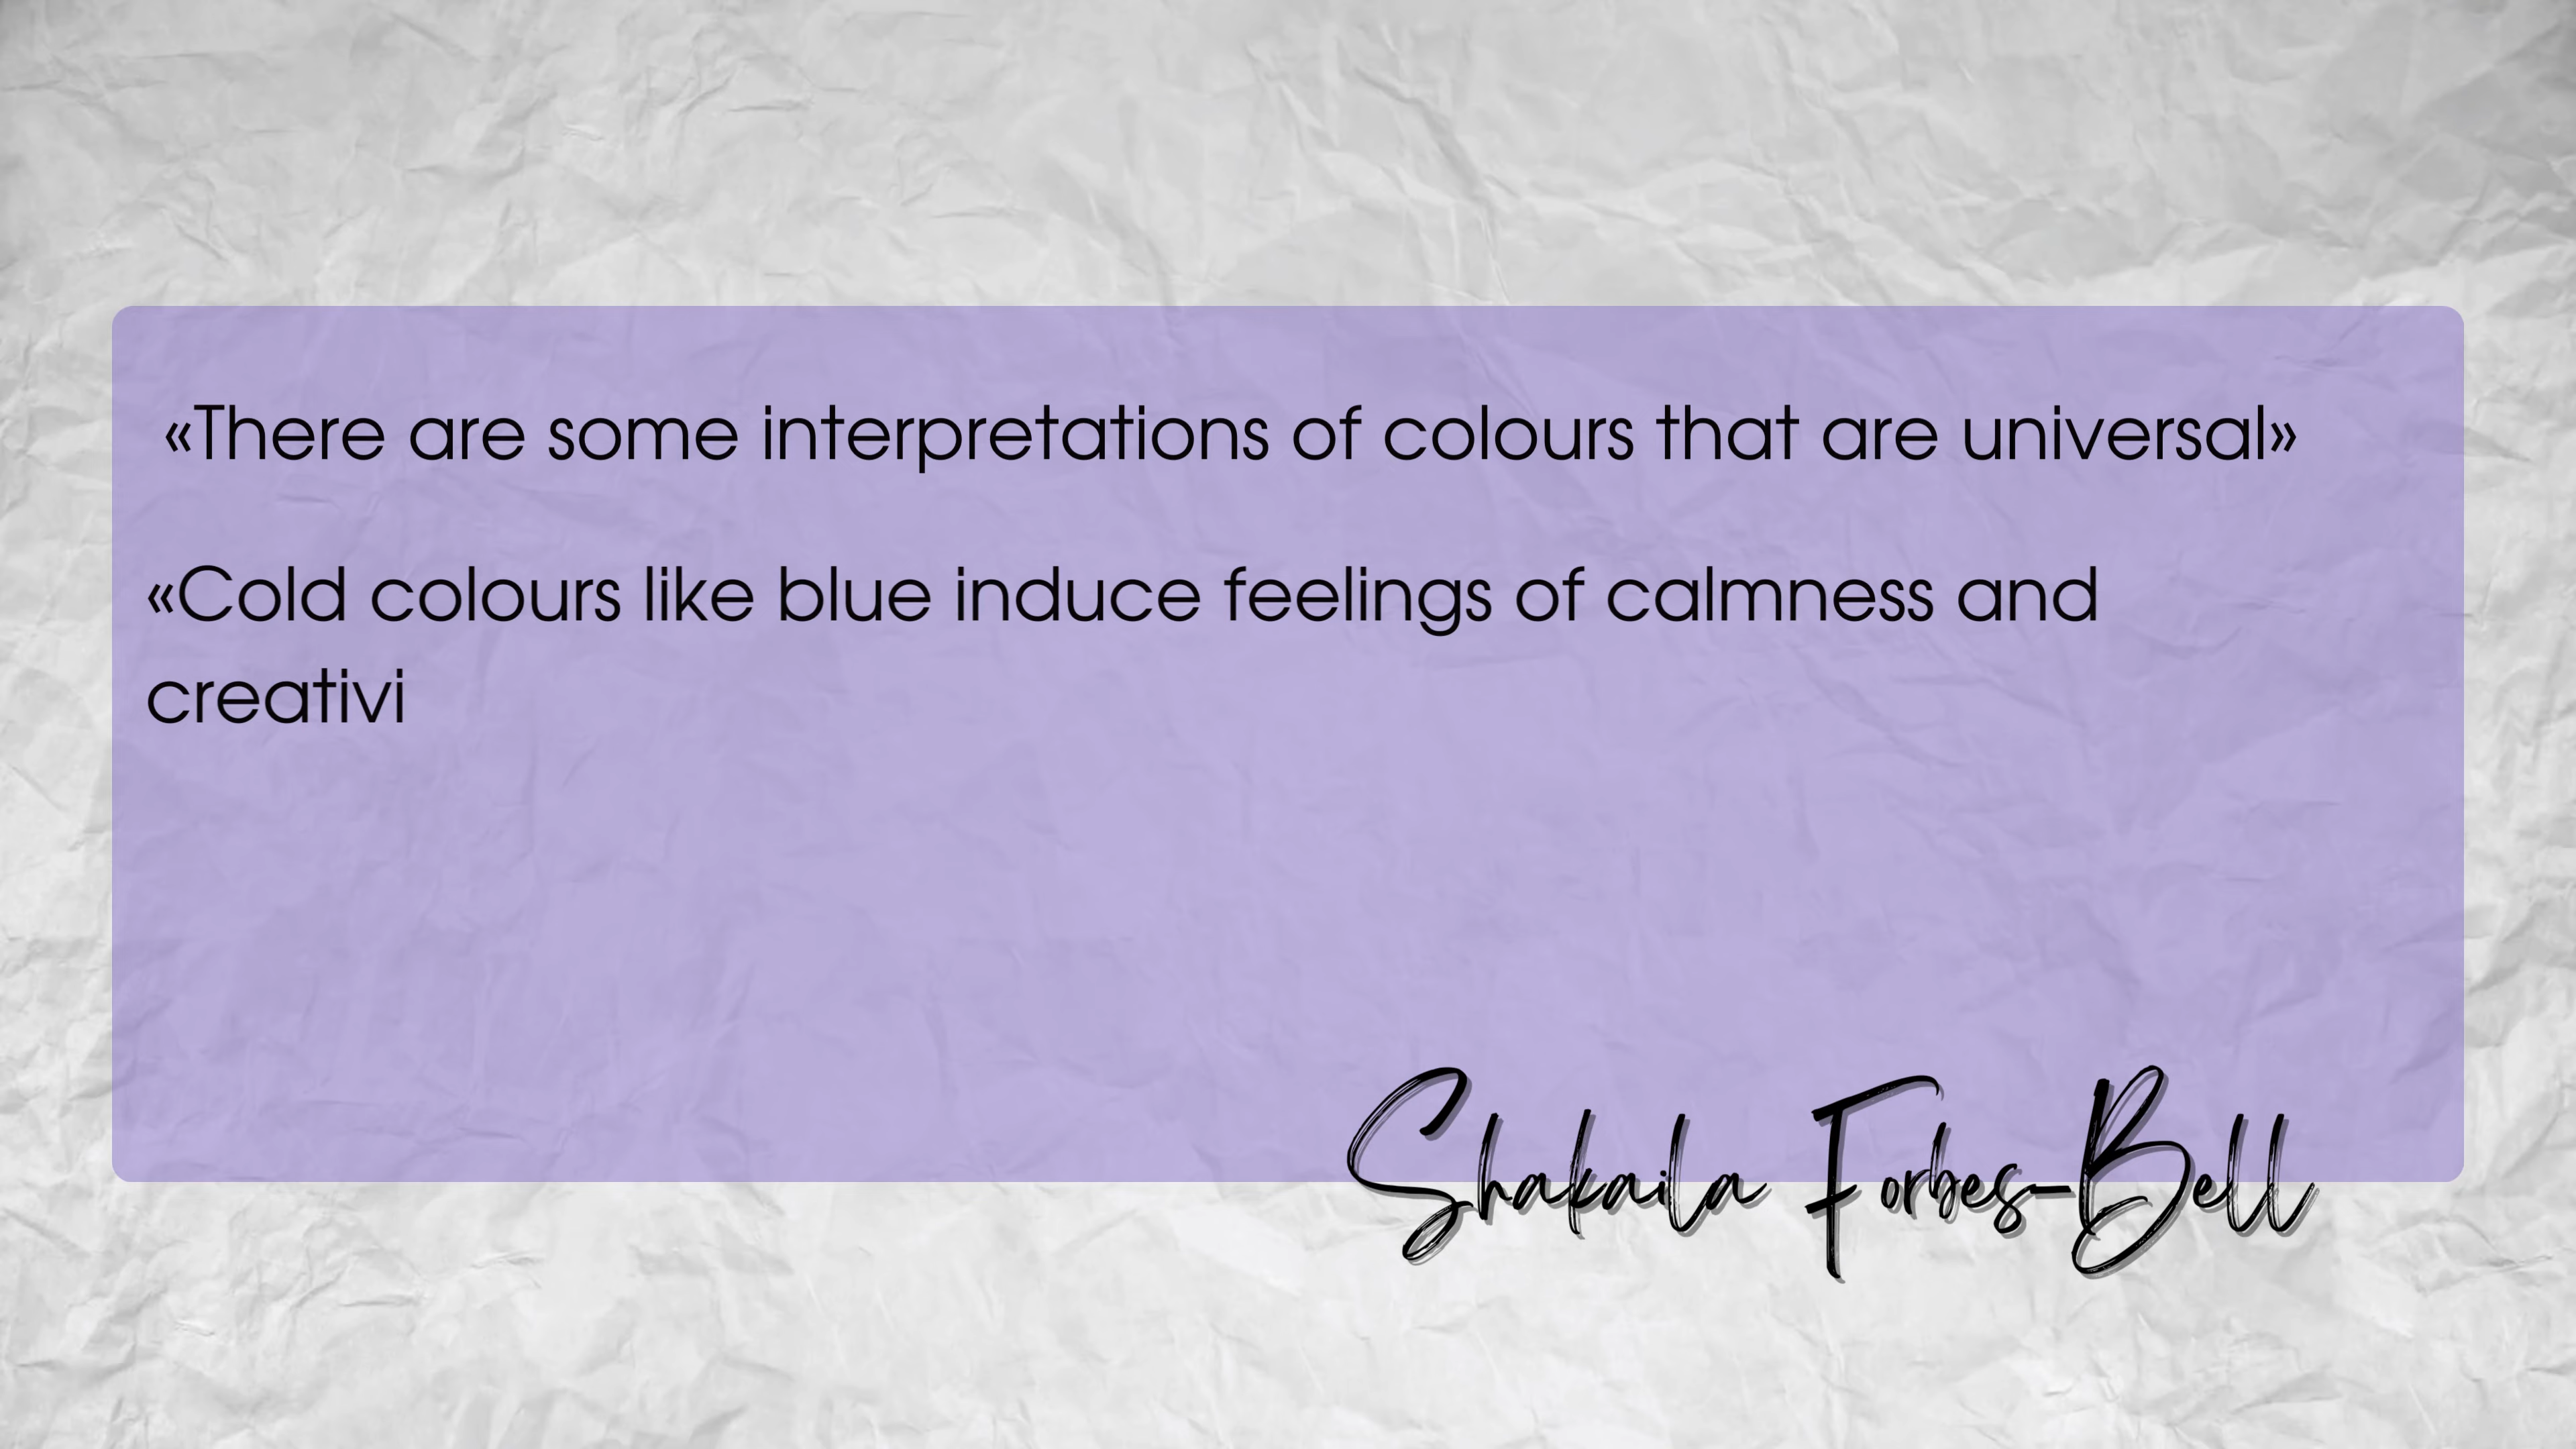 «There are some interpretations of colours that are universal»
«Cold colours like blue induce feelings of calmness and
creativi
Shakaila Forbes-Bell